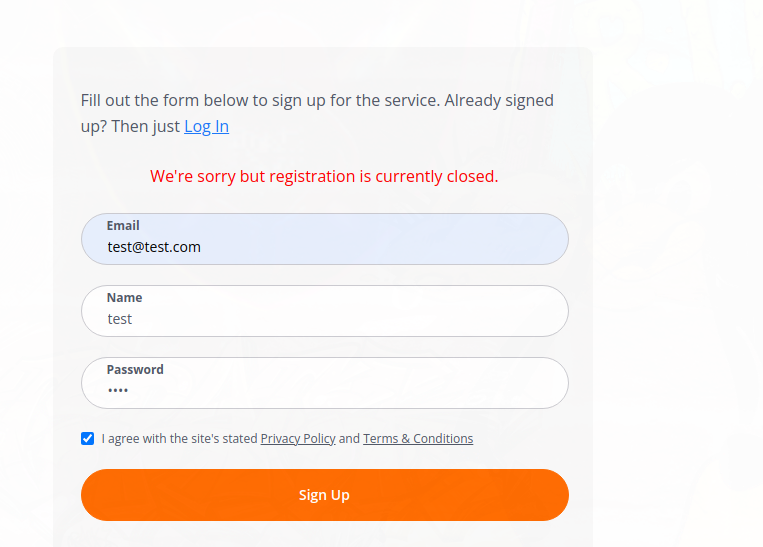 Fill out the form below to sign up for the service. Already signed
up? Then just Log In
We're sorry but registration is currently closed.
Email
test@test.com
Name
test
Password
••••
I agree with the site's stated Privacy Policy and Terms & Conditions
Sign Up